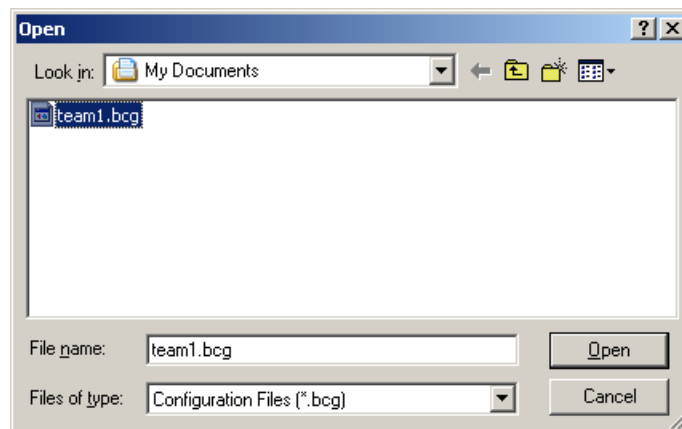 Open
Look in: My Documents
team1.bcg
File name: team1.bcg Open
Files of type: Configuration Files (*.bcg) Cancel